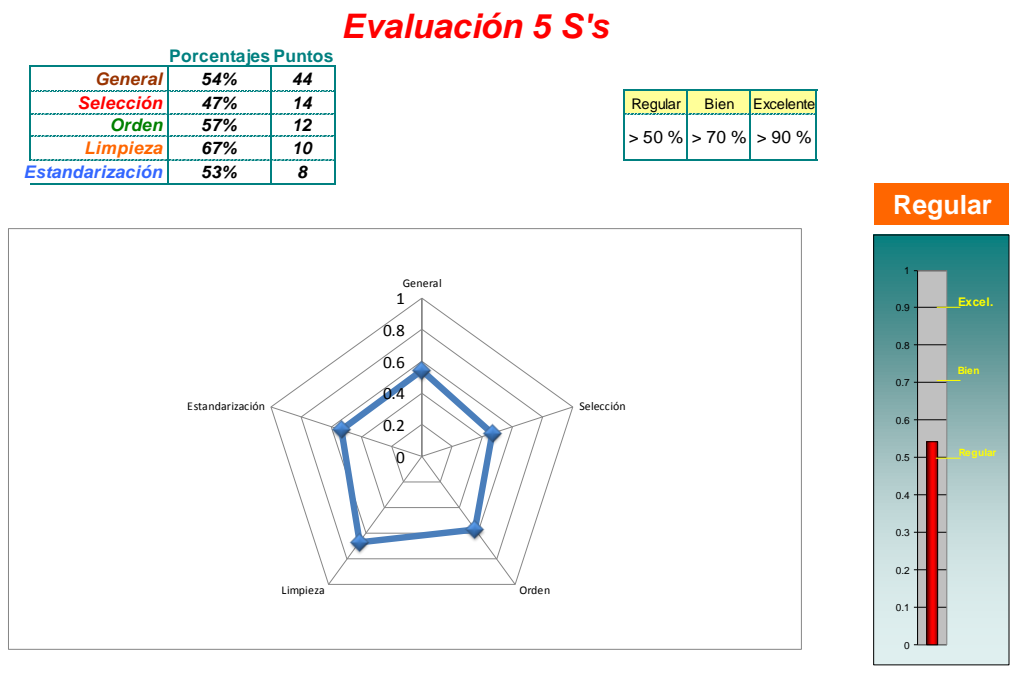 Evaluación 5 S's
Porcentajes Puntos
General 54% 44
Selección 47% 14
Orden 57% 12
Limpieza 67% 10
Estandarización 53% 8
Regular Bien Excelente
> 50 % > 70 % > 90 %
Regular
General
1
0.8
0.6
0.4
0.2
0
Estandarización
Selección
Limpieza
Orden
1
0.9 Excel.
0.8
0.7 Bien
0.6
0.5 Regular
0.4
0.3
0.2
0.1
0